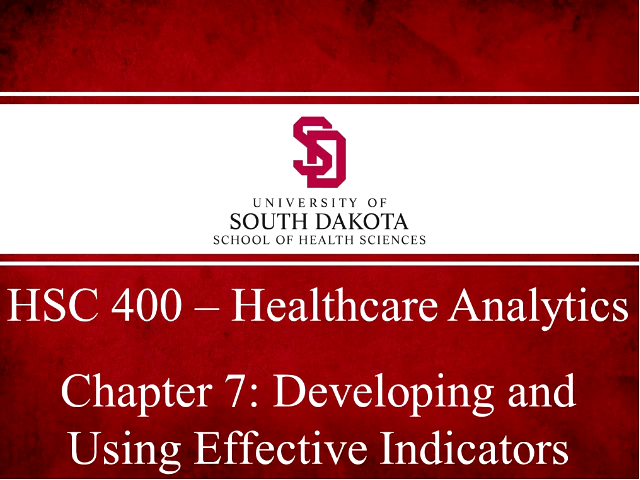 SD
UNIVERSITY OF
SOUTH DAKOTA
SCHOOL OF HEALTH SCIENCES
HSC 400 – Healthcare Analytics
Chapter 7: Developing and
Using Effective Indicators